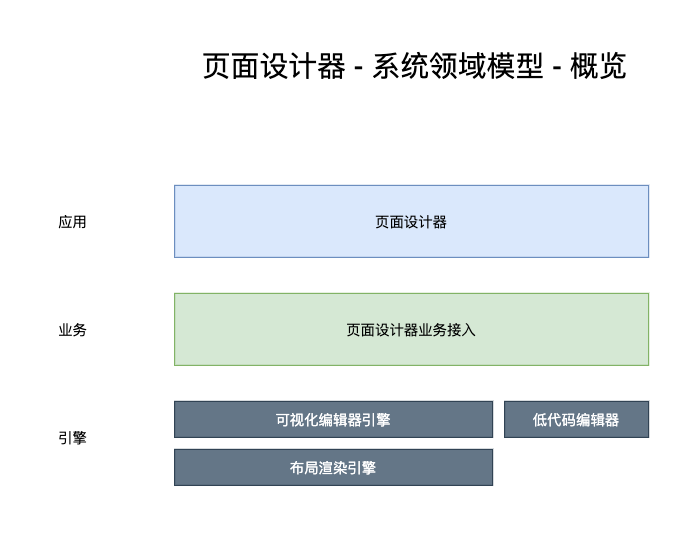 页面设计器 - 系统领域模型 - 概览
应用
页面设计器
业务
页面设计器业务接入
引擎
可视化编辑器引擎
低代码编辑器
布局渲染引擎